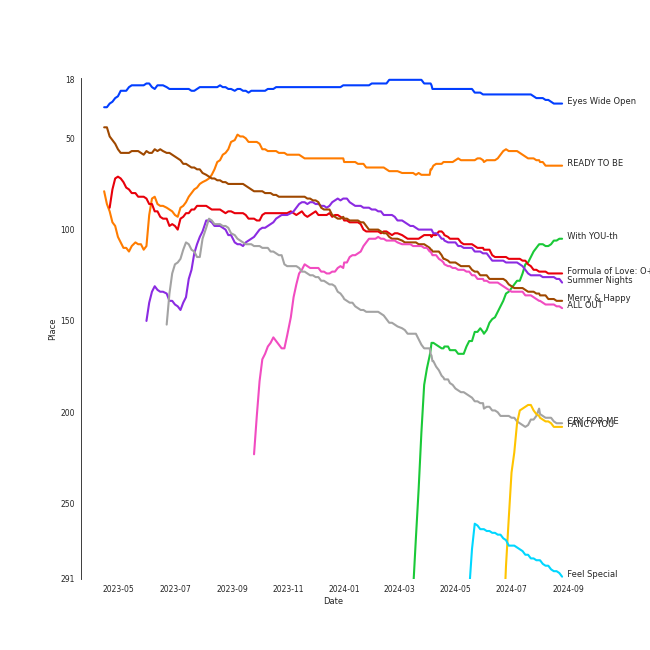 18
50
100
150
200
250
291
Place
Eyes Wide Open
READY TO BE
With YOU-th
Formula of Love: O+
Summer Nights
Merry & Happy
ALL OUT
CRY FOR ME
FANCY YOU
Feel Special
2023-05
2023-07
2023-09
2023-11
2024-01
2024-03
2024-05
2024-07
2024-09
Date